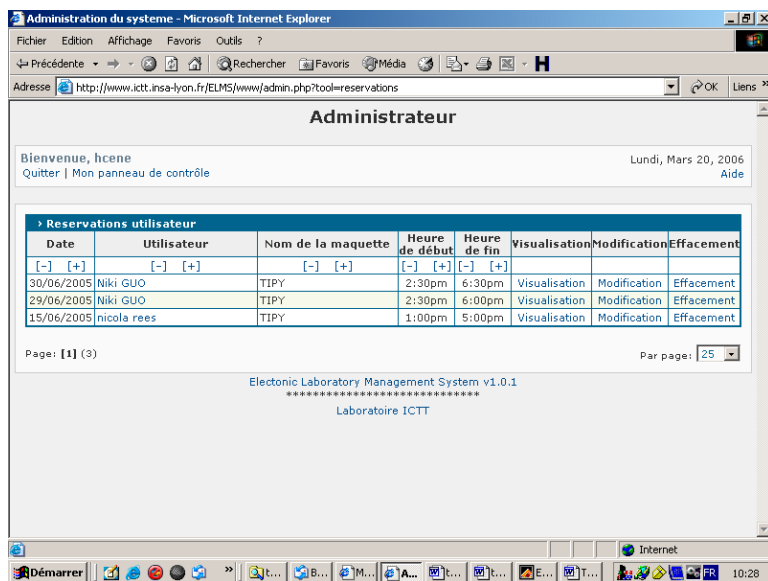 Administration du systeme - Microsoft Internet Explorer
Fichier Edition Affichage Favoris Outils ?
Précédente Rechercher Favoris Média H
Adresse http://www.ictt.insa-lyon.fr/ELMS/www/admin.php?tool=reservations OK Liens »
Administrateur
Bienvenue, hcene Lundi, Mars 20, 2006
Quitter | Mon panneau de contrôle Aide
› Reservations utilisateur
Date Utilisateur Nom de la maquette Heure de début Heure de fin Visualisation Modification Effacement
[-] [+] [-] [+] [-] [+] [-] [+] [-] [+]
30/06/2005 Niki GUO TIPY 2:30pm 6:30pm Visualisation Modification Effacement
29/06/2005 Niki GUO TIPY 2:30pm 6:00pm Visualisation Modification Effacement
15/06/2005 nicola rees TIPY 1:00pm 5:00pm Visualisation Modification Effacement
Page: [1] (3) Par page: 25
Electonic Laboratory Management System v1.0.1
****************************
Laboratoire ICTT
Internet
Démarrer » t... B... M... A... t... t... E... T... FR 10:28